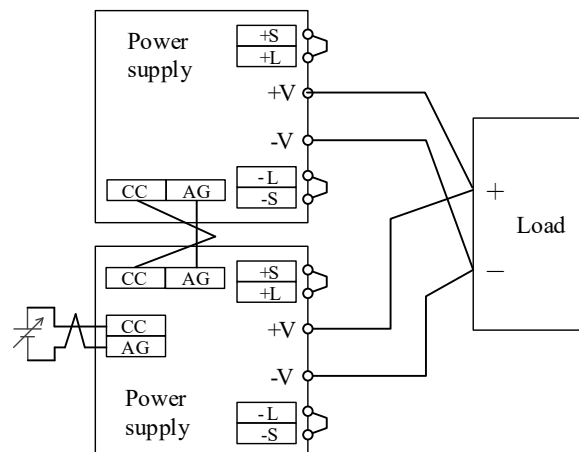 Power
supply
+S
+L
+V
-V
-L
-S
CC AG
Load
+
−
CC AG
+S
+L
CC
AG
+V
-V
Power
supply
-L
-S